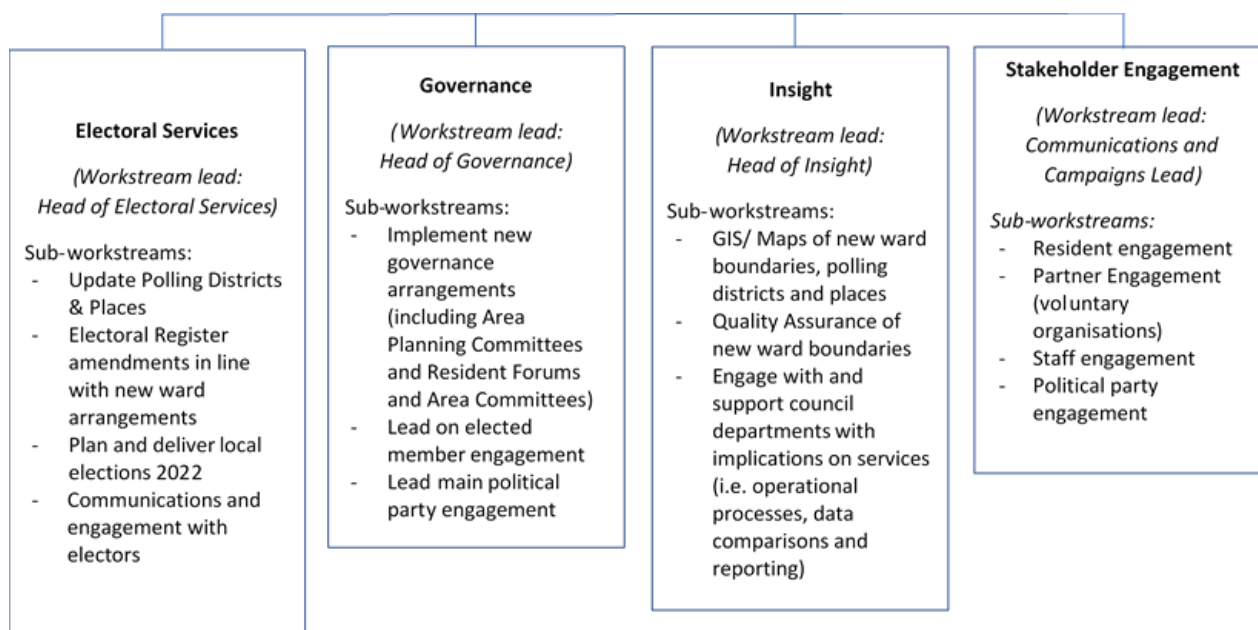 Electoral Services
(Workstream lead:
Head of Electoral Services)
Sub-workstreams:
- Update Polling Districts
& Places
- Electoral Register
amendments in line
with new ward
arrangements
- Plan and deliver local
elections 2022
- Communications and
engagement with
electors
Governance
(Workstream lead:
Head of Governance)
Sub-workstreams:
- Implement new
governance
arrangements
(including Area
Planning Committees
and Resident Forums
and Area Committees)
- Lead on elected
member engagement
- Lead main political
party engagement
Insight
(Workstream lead:
Head of Insight)
Sub-workstreams:
- GIS/ Maps of new ward
boundaries, polling
districts and places
- Quality Assurance of
new ward boundaries
- Engage with and
support council
departments with
implications on services
(i.e. operational
processes, data
comparisons and
reporting)
Stakeholder Engagement
(Workstream lead:
Communications and
Campaigns Lead)
Sub-workstreams:
- Resident engagement
- Partner Engagement
(voluntary
organisations)
- Staff engagement
- Political party
engagement